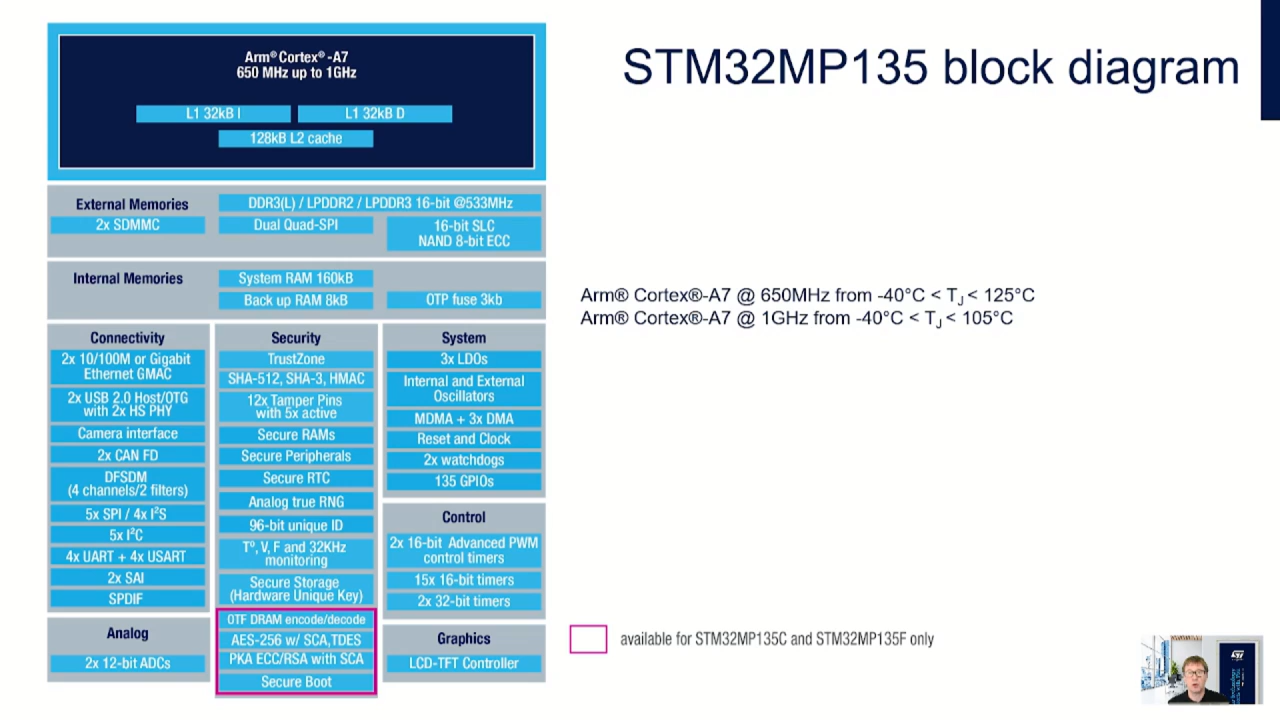 STM32MP135 block diagram
Arm® Cortex® -A7
650 MHz up to 1GHz
L1 32kB I
L1 32kB D
128kB L2 cache
External Memories
DDR3(L) / LPDDR2 / LPDDR3 16-bit @533MHz
2x SDMMC
Dual Quad-SPI
16-bit SLC
NAND 8-bit ECC
Internal Memories
System RAM 160kB
Back up RAM 8kB
OTP fuse 3kb
Connectivity
2x 10/100M or Gigabit
Ethernet GMAC
2x USB 2.0 Host/OTG
with 2x HS PHY
Camera interface
2x CAN FD
DFSDM
(4 channels/2 filters)
5x SPI / 4x I²S
5x I²C
4x UART + 4x USART
2x SAI
SPDIF
Analog
2x 12-bit ADCs
Security
TrustZone
SHA-512, SHA-3, HMAC
12x Tamper Pins
with 5x active
Secure RAMs
Secure Peripherals
Secure RTC
Analog true RNG
96-bit unique ID
T°, V, F and 32KHz
monitoring
Secure Storage
(Hardware Unique Key)
OTF DRAM encode/decode
AES-256 w/ SCA,TDES
PKA ECC/RSA with SCA
Secure Boot
System
3x LDOs
Internal and External
Oscillators
MDMA + 3x DMA
Reset and Clock
2x watchdogs
135 GPIOs
Control
2x 16-bit Advanced PWM
control timers
15x 16-bit timers
2x 32-bit timers
Graphics
LCD-TFT Controller
Arm® Cortex®-A7 @ 650MHz from -40°C < TJ < 125°C
Arm® Cortex®-A7 @ 1GHz from -40°C < TJ < 105°C
available for STM32MP135C and STM32MP135F only